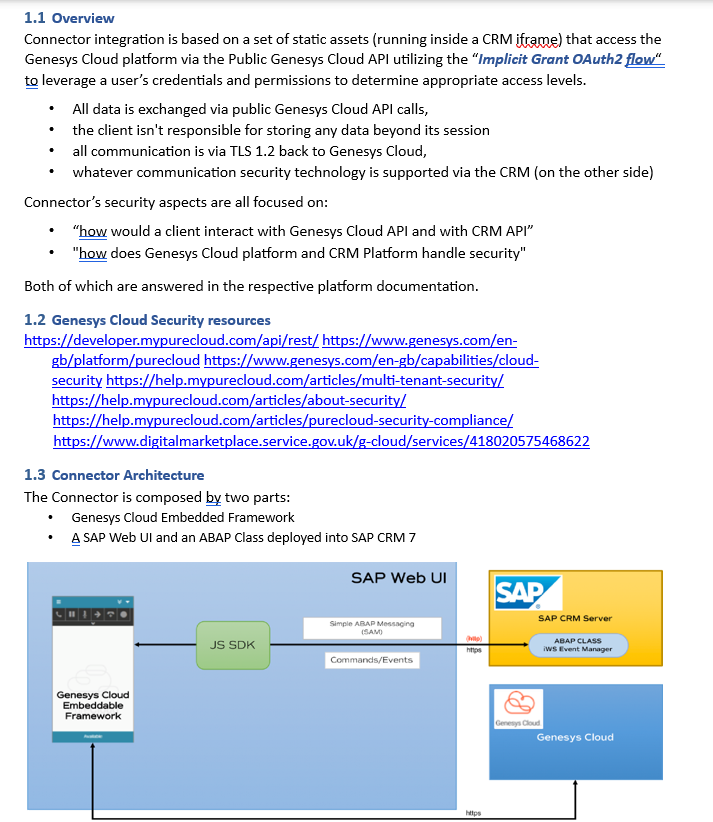 1.1 Overview
Connector integration is based on a set of static assets (running inside a CRM iframe) that access the
Genesys Cloud platform via the Public Genesys Cloud API utilizing the “Implicit Grant OAuth2 flow“
to leverage a user’s credentials and permissions to determine appropriate access levels.
• All data is exchanged via public Genesys Cloud API calls,
• the client isn't responsible for storing any data beyond its session
• all communication is via TLS 1.2 back to Genesys Cloud,
• whatever communication security technology is supported via the CRM (on the other side)
Connector’s security aspects are all focused on:
• “how would a client interact with Genesys Cloud API and with CRM API”
• "how does Genesys Cloud platform and CRM Platform handle security"
Both of which are answered in the respective platform documentation.
1.2 Genesys Cloud Security resources
https://developer.mypurecloud.com/api/rest/ https://www.genesys.com/en-
gb/platform/purecloud https://www.genesys.com/en-gb/capabilities/cloud-
security https://help.mypurecloud.com/articles/multi-tenant-security/
https://help.mypurecloud.com/articles/about-security/
https://help.mypurecloud.com/articles/purecloud-security-compliance/
https://www.digitalmarketplace.service.gov.uk/g-cloud/services/418020575468622
1.3 Connector Architecture
The Connector is composed by two parts:
• Genesys Cloud Embedded Framework
• A SAP Web UI and an ABAP Class deployed into SAP CRM 7
SAP Web UI
Genesys Cloud
Embeddable
Framework
JS SDK
Simple ABAP Messaging
(SAM)
Commands/Events
(http)
https
SAP
SAP CRM Server
ABAP CLASS
iWS Event Manager
Genesys Cloud
Genesys Cloud
https